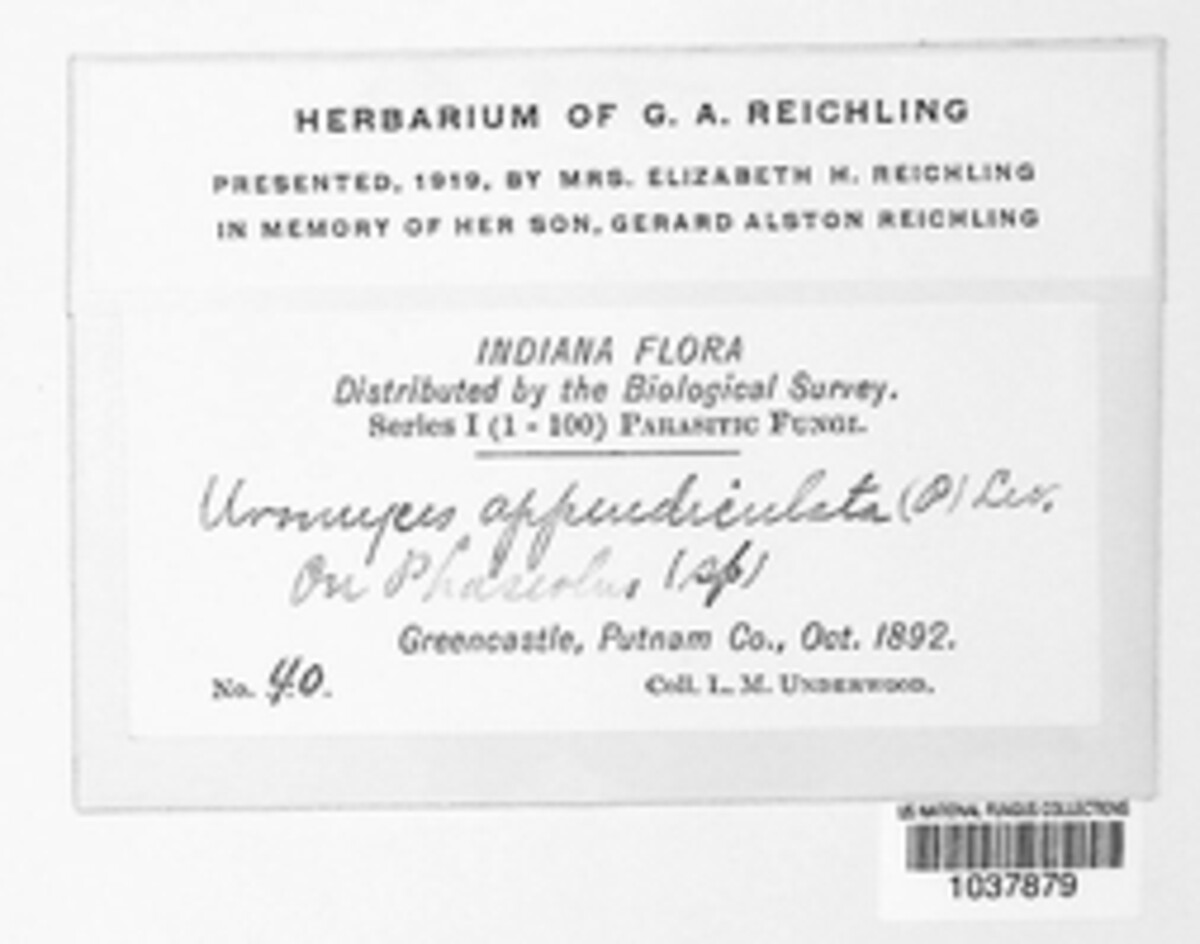 HERBARIUM OF G. A. REICHLING
PRESENTED, 1919, BY MRS. ELIZABETH H. REICHLING
IN MEMORY OF HER SON, GERARD ALSTON REICHLING
INDIANA FLORA
Distributed by the Biological Survey.
Series I (1 - 100) PARASITIC FUNGI.
Uromyces appendiculata (P) Lev.
On Phaseolus (sp)
Greencastle, Putnam Co., Oct. 1892.
No. 40.
Coll. L. M. UNDERWOOD.
US NATIONAL FUNGUS COLLECTIONS
1037879